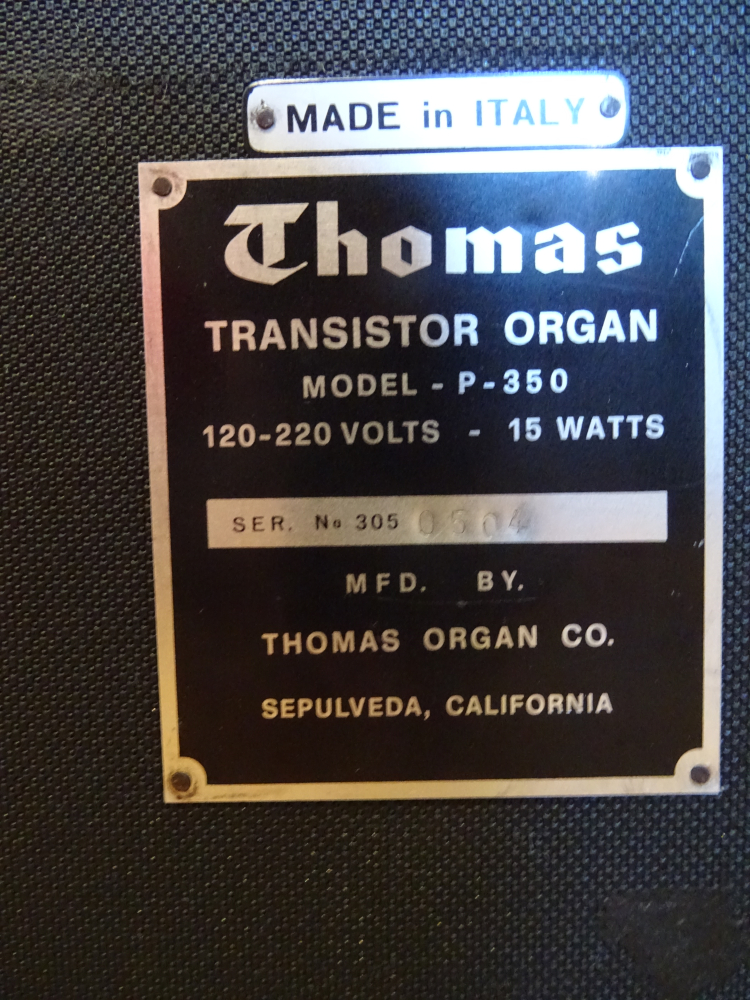 MADE in ITALY
Thomas
TRANSISTOR ORGAN
MODEL - P-350
120-220 VOLTS - 15 WATTS
SER. No 305 0504
MFD. BY.
THOMAS ORGAN CO.
SEPULVEDA, CALIFORNIA